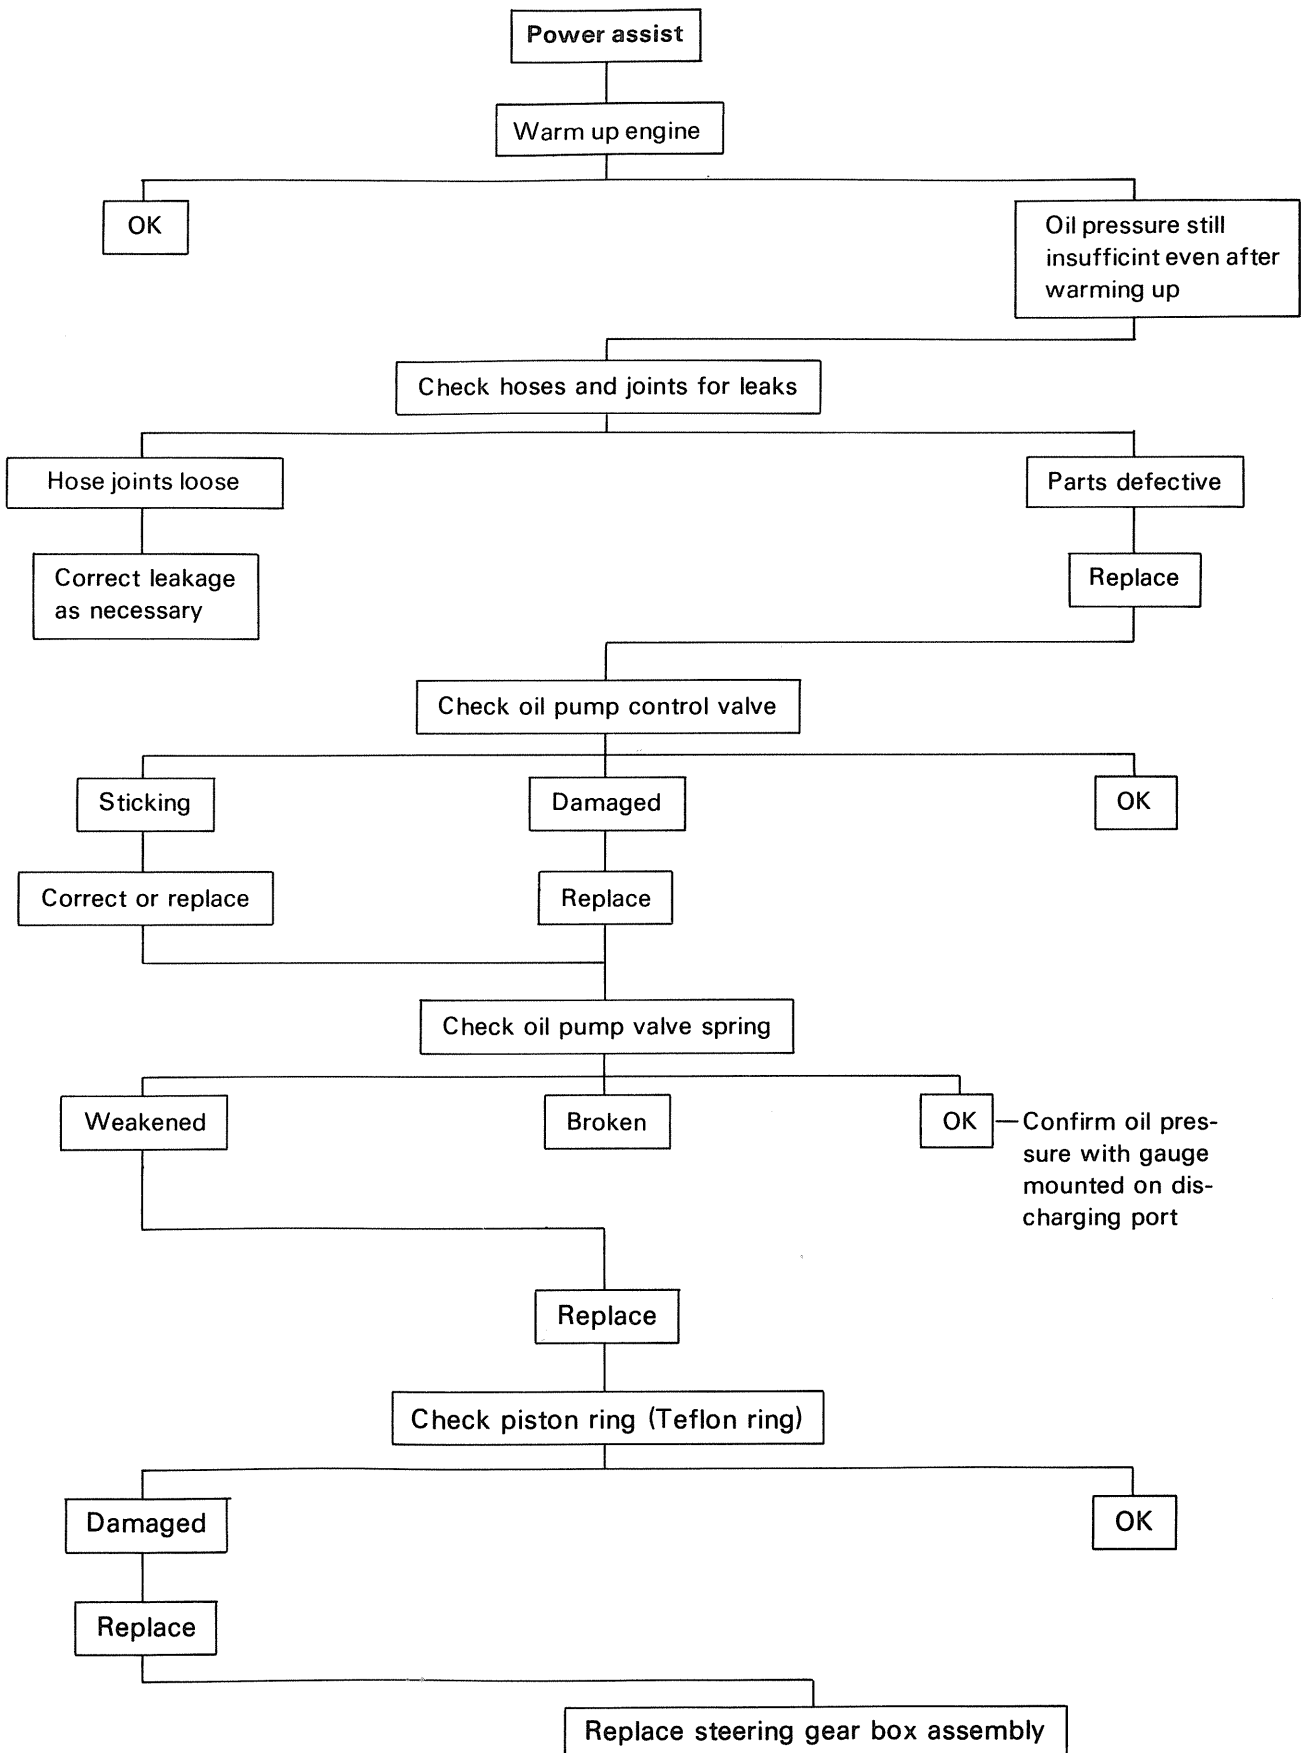 Power assist
Warm up engine
OK
Oil pressure still
insufficint even after
warming up
Check hoses and joints for leaks
Hose joints loose
Parts defective
Correct leakage
as necessary
Replace
Check oil pump control valve
Sticking
Damaged
OK
Correct or replace
Replace
Check oil pump valve spring
Weakened
Broken
OK
Confirm oil pres-
sure with gauge
mounted on dis-
charging port
Replace
Check piston ring (Teflon ring)
Damaged
OK
Replace
Replace steering gear box assembly